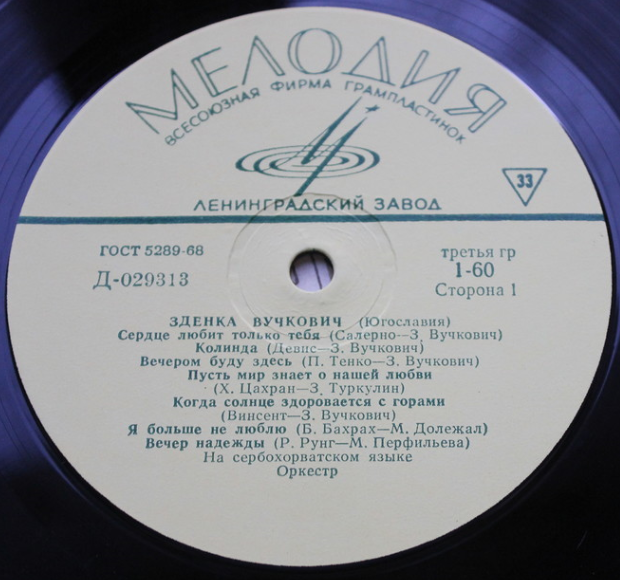 МЕЛОДИЯ
ВСЕСОЮЗНАЯ ФИРМА ГРАМПЛАСТИНОК
33
ЛЕНИНГРАДСКИЙ ЗАВОД
ГОСТ 5289-68
третья гр
Д-029313
1-60
Сторона 1
ЗДЕНКА ВУЧКОВИЧ (Югославия)
Сердце любит только тебя (Салерно—З. Вучкович)
Колинда (Девис—З. Вучкович)
Вечером буду здесь (П. Тенко—З. Вучкович)
Пусть мир знает о нашей любви
(Х. Цахран—З. Туркулин)
Когда солнце здоровается с горами
(Винсент—З. Вучкович)
Я больше не люблю (Б. Бахрах—М. Долежал)
Вечер надежды (Р. Рунг—М. Перфильева)
На сербохорватском языке
Оркестр